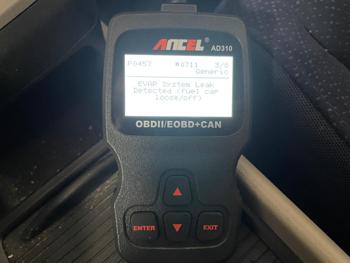 ANCEL
AD310
P0457 #0711 3/6
Generic
EVAP System Leak
Detected (fuel cap
loose/off)
OBDII/EOBD+CAN
ENTER
EXIT